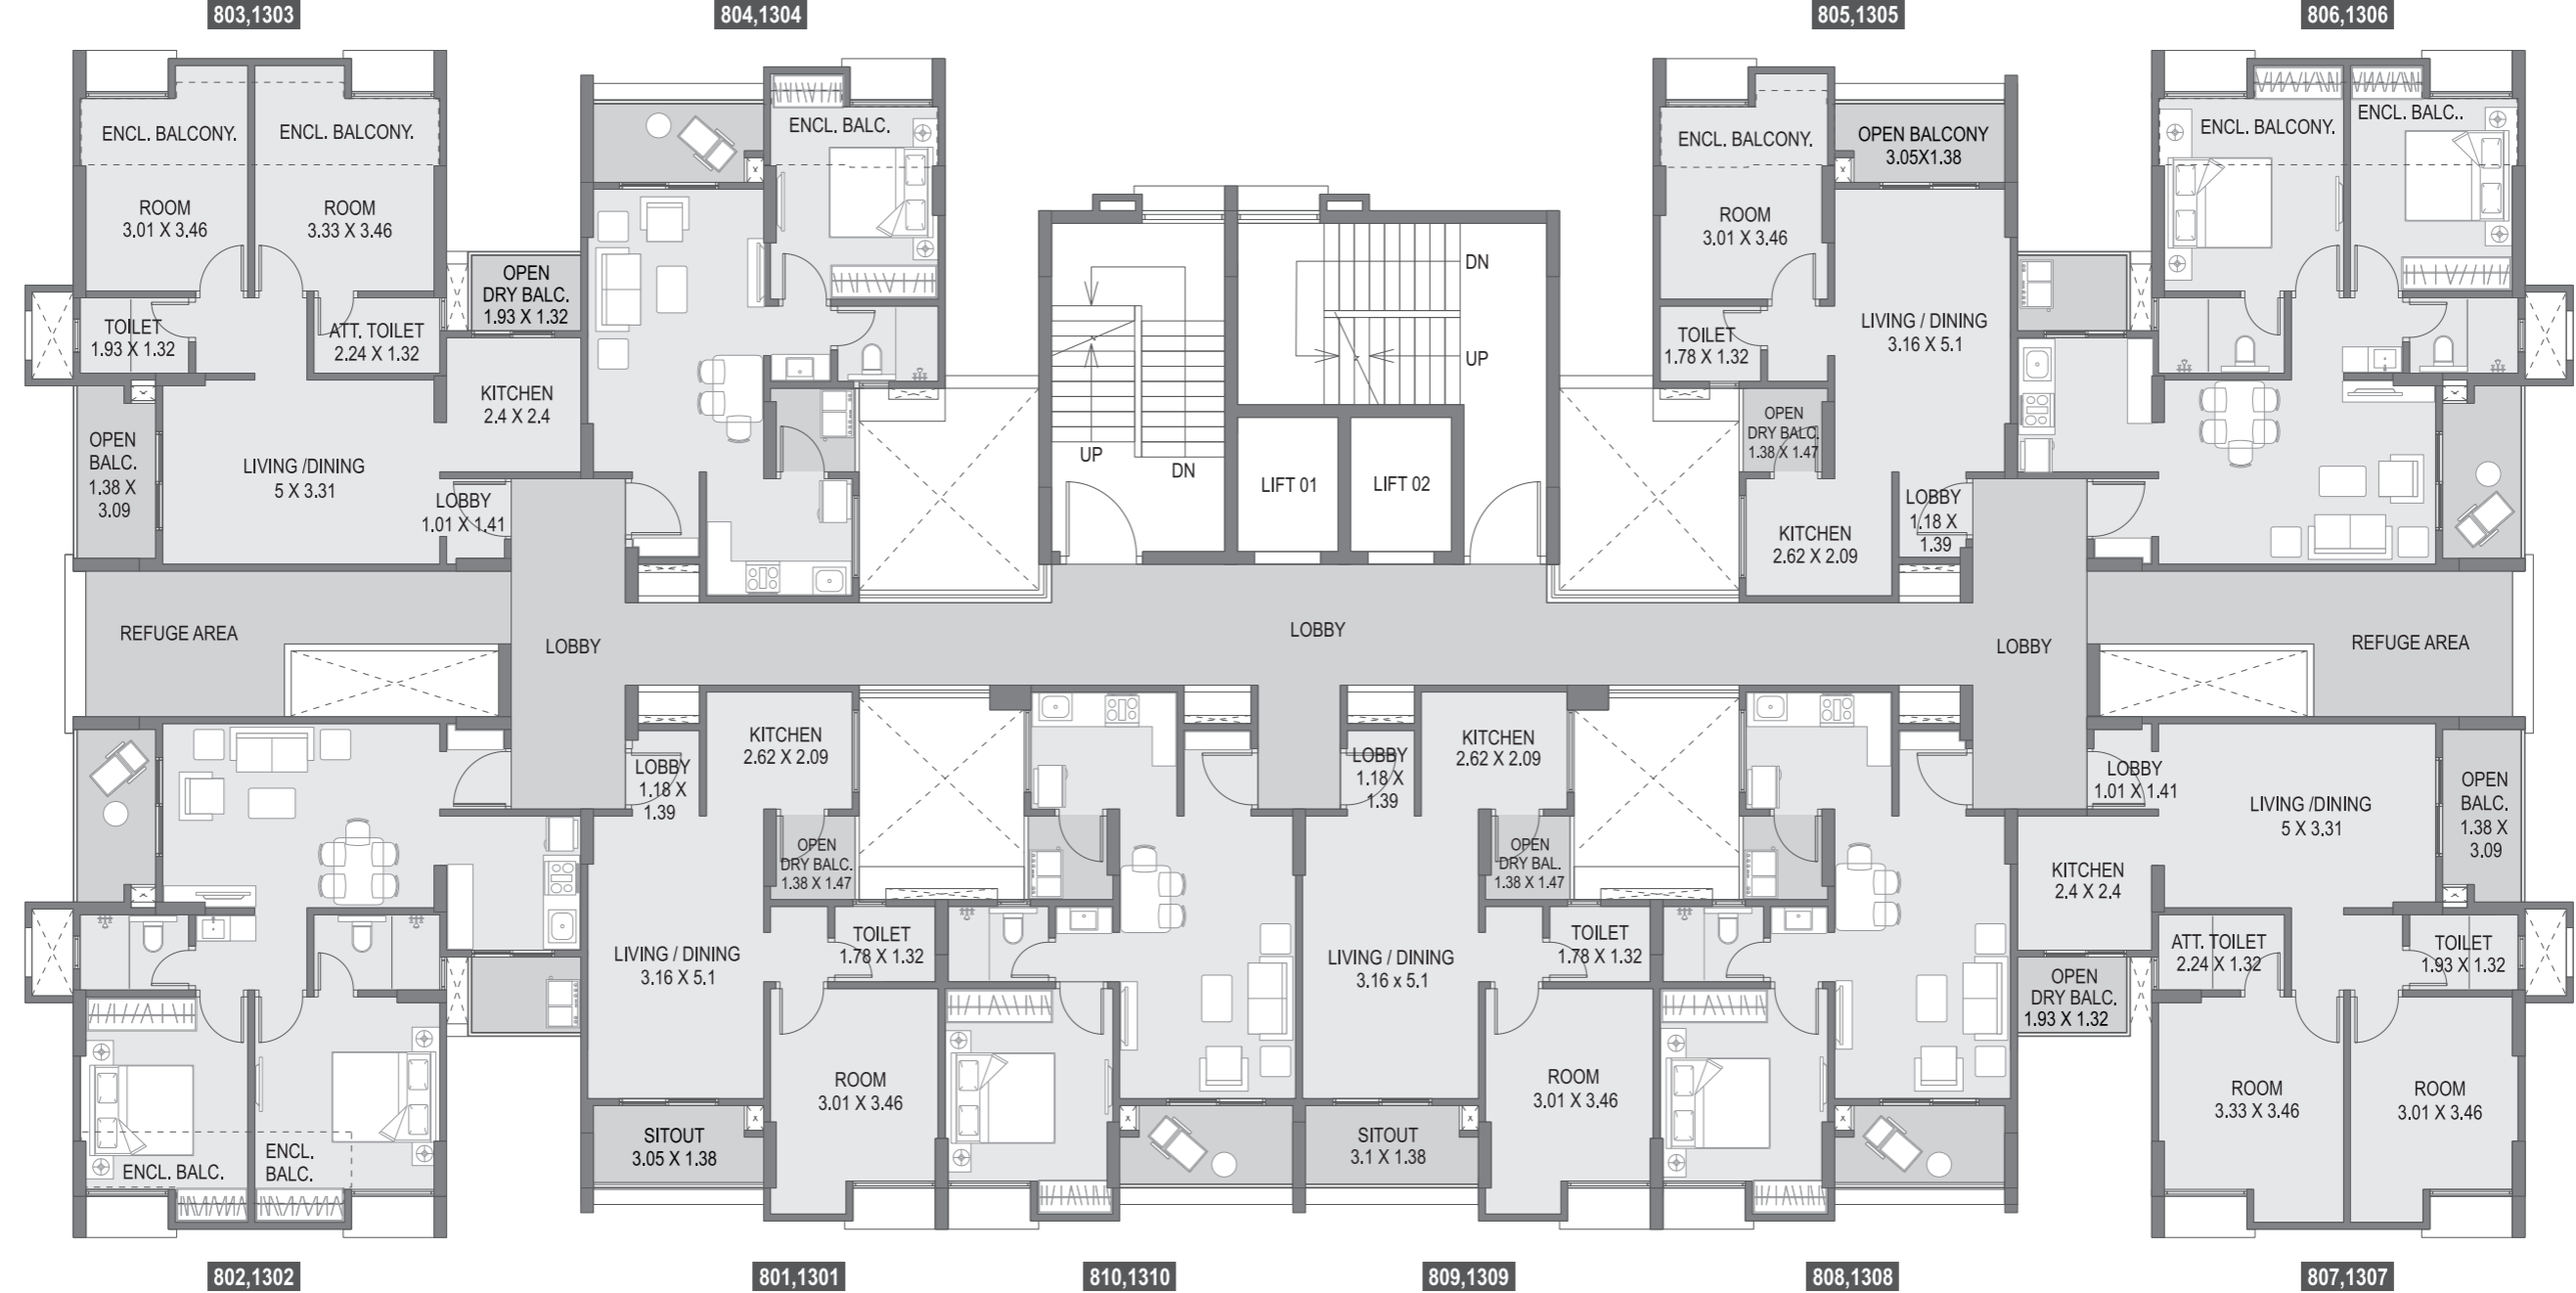 803,1303
804,1304
805,1305
806,1306
ENCL. BALCONY.
ENCL. BALCONY.
ROOM
3.01 X 3.46
ROOM
3.33 X 3.46
TOILET
1.93 X 1.32
ATT. TOILET
2.24 X 1.32
OPEN
DRY BALC.
1.93 X 1.32
KITCHEN
2.4 X 2.4
OPEN
BALC.
1.38 X
3.09
LIVING /DINING
5 X 3.31
LOBBY
1.01 X 1.41
ENCL. BALC.
UP
DN
DN
UP
LIFT 01
LIFT 02
ENCL. BALCONY.
OPEN BALCONY
3.05X1.38
ROOM
3.01 X 3.46
TOILET
1.78 X 1.32
LIVING / DINING
3.16 X 5.1
OPEN
DRY BALC.
1.38 X 1.47
KITCHEN
2.62 X 2.09
LOBBY
1.18 X
1.39
ENCL. BALCONY.
ENCL. BALC..
REFUGE AREA
LOBBY
LOBBY
LOBBY
REFUGE AREA
ENCL. BALC.
ENCL.
BALC.
LOBBY
1.18 X
1.39
KITCHEN
2.62 X 2.09
OPEN
DRY BALC.
1.38 X 1.47
LIVING / DINING
3.16 X 5.1
TOILET
1.78 X 1.32
ROOM
3.01 X 3.46
SITOUT
3.05 X 1.38
LOBBY
1.18 X
1.39
KITCHEN
2.62 X 2.09
OPEN
DRY BAL.
1.38 X 1.47
LIVING / DINING
3.16 x 5.1
TOILET
1.78 X 1.32
ROOM
3.01 X 3.46
SITOUT
3.1 X 1.38
LOBBY
1.01 X 1.41
LIVING /DINING
5 X 3.31
OPEN
BALC.
1.38 X
3.09
KITCHEN
2.4 X 2.4
ATT. TOILET
2.24 X 1.32
TOILET
1.93 X 1.32
OPEN
DRY BALC.
1.93 X 1.32
ROOM
3.33 X 3.46
ROOM
3.01 X 3.46
802,1302
801,1301
810,1310
809,1309
808,1308
807,1307